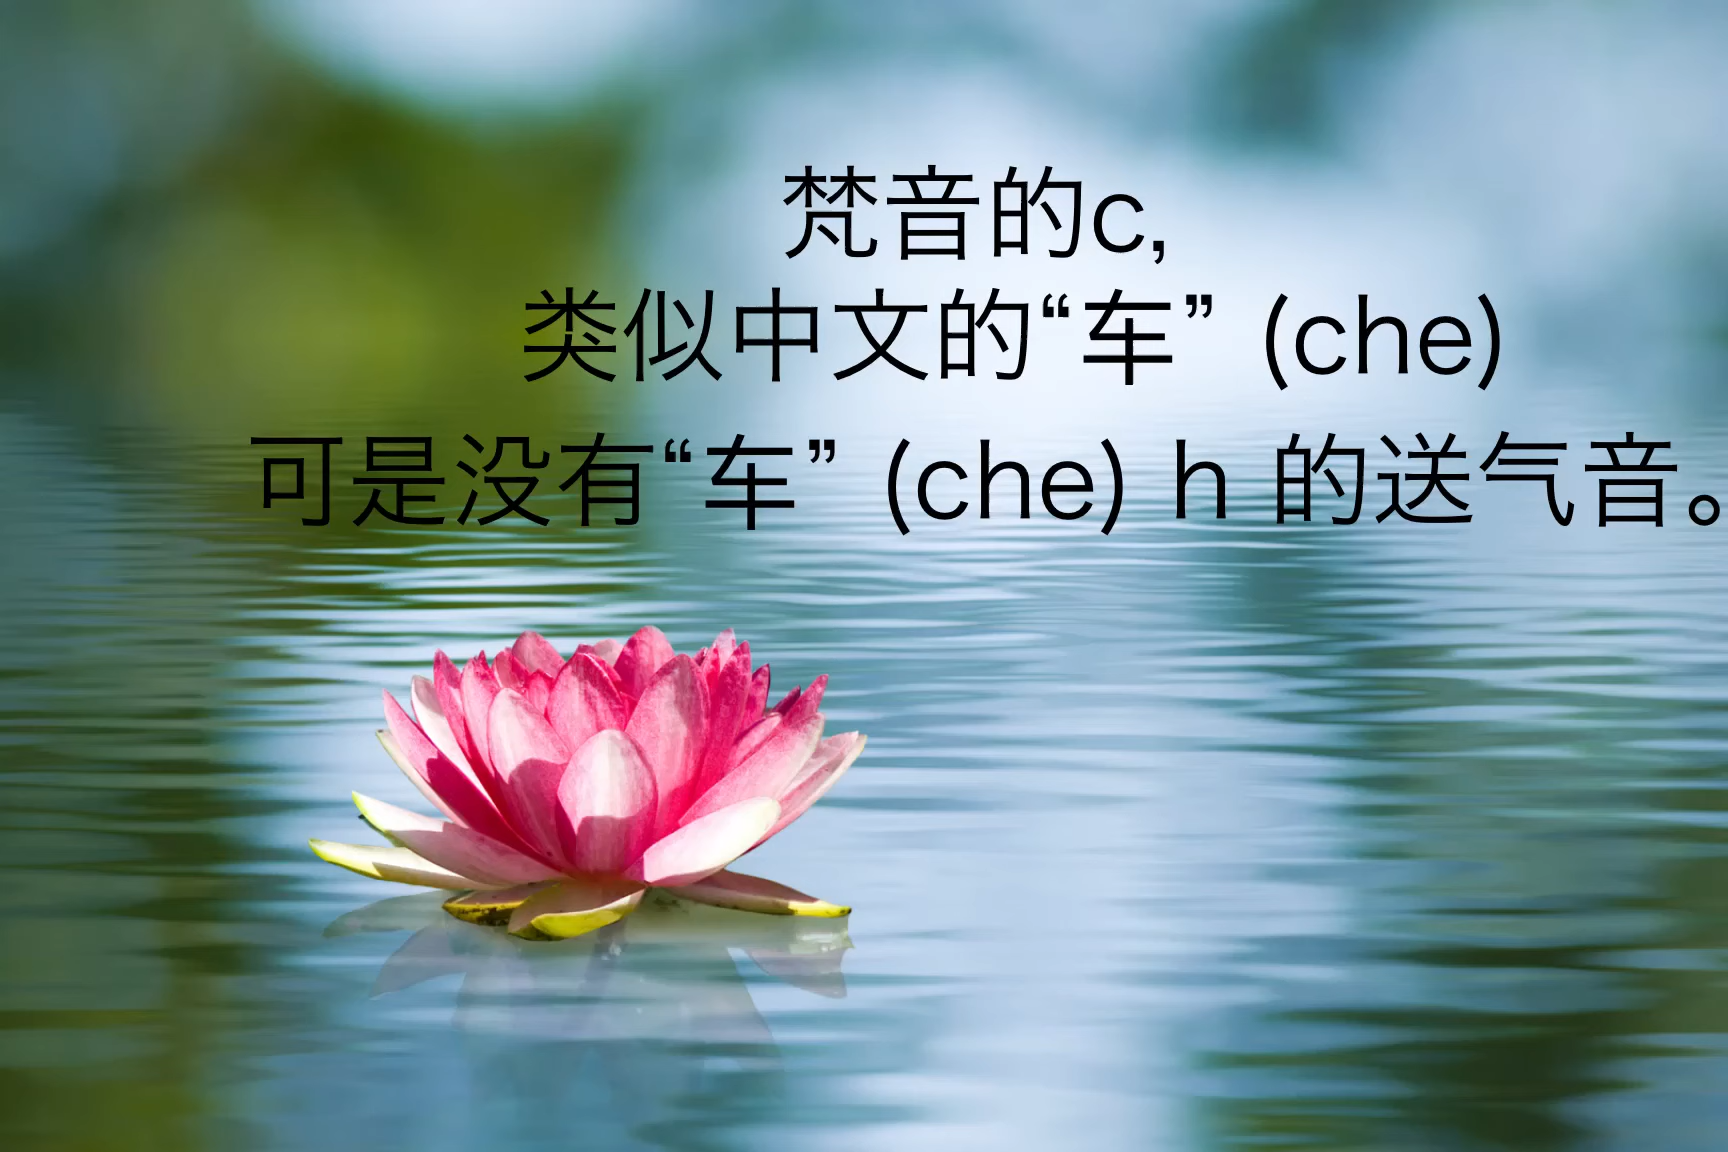 梵音的c,
类似中文的“车” (che)
可是没有“车” (che) h 的送气音。